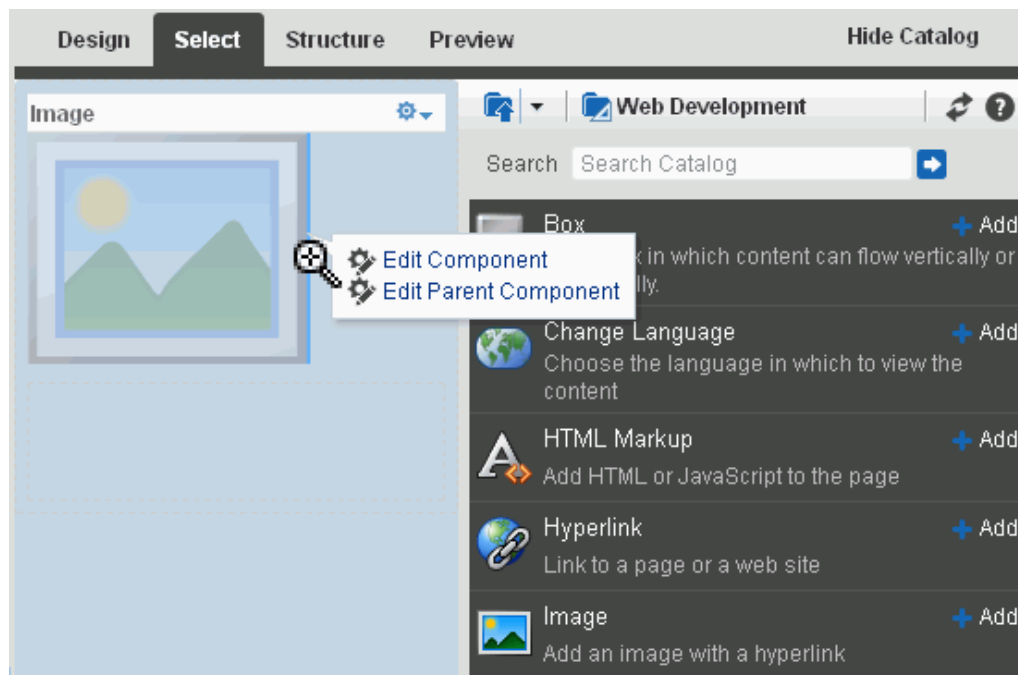 Design Select Structure Preview Hide Catalog
Image
Web Development
Search Search Catalog
Edit Component
Edit Parent Component
Box Add
in which content can flow vertically or
lly.
Change Language Add
Choose the language in which to view the
content
HTML Markup Add
Add HTML or JavaScript to the page
Hyperlink Add
Link to a page or a web site
Image Add
Add an image with a hyperlink